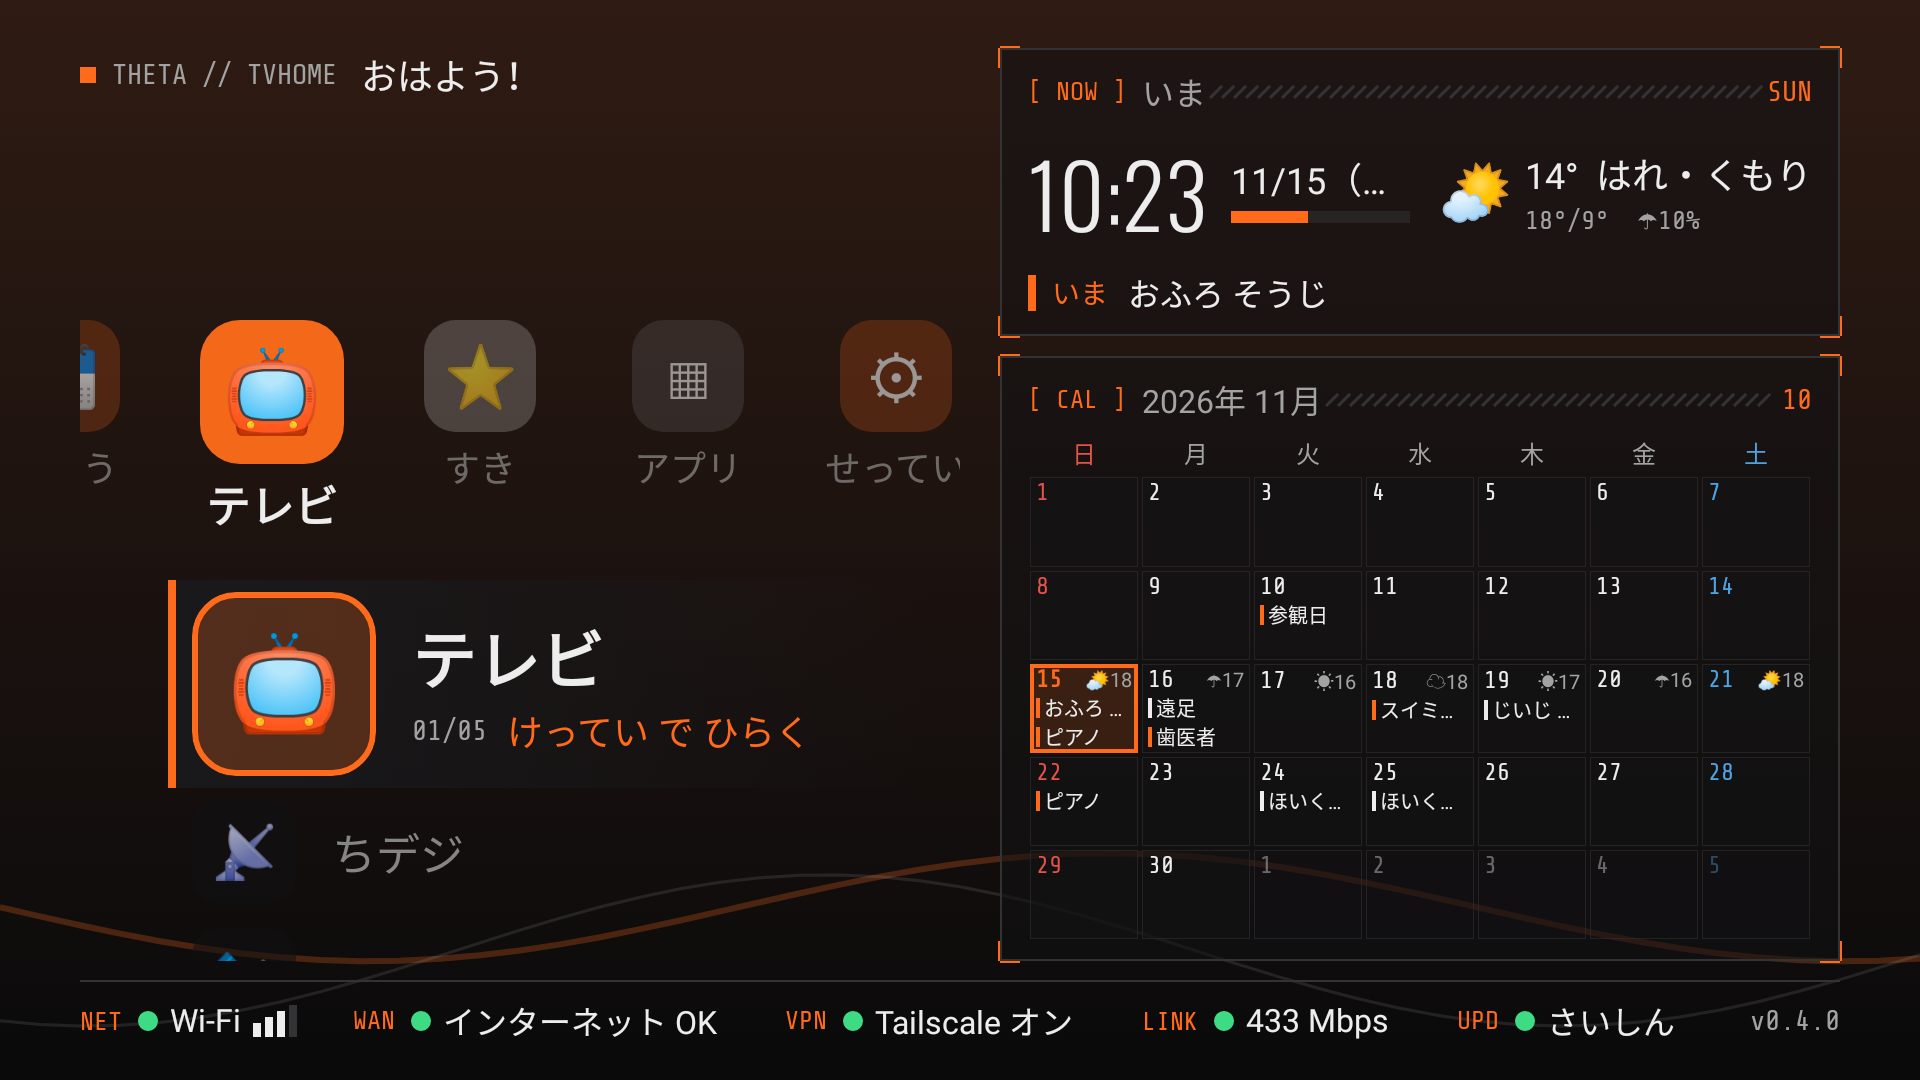 THETA // TVHOME おはよう!
う
テレビ
すき
アプリ
せってい
テレビ
01/05 けってい で ひらく
ちデジ
[ NOW ] いま SUN
10:23 11/15 (… 14° はれ・くもり
18°/9° ☂10%
いま おふろ そうじ
[ CAL ] 2026年 11月 10
日 月 火 水 木 金 土
1 2 3 4 5 6 7
8 9 10 11 12 13 14
参観日
15 18 16 ☂17 17 ☀16 18 ☁18 19 ☀17 20 ☂16 21 18
おふろ … 遠足 スイミ… じいじ …
ピアノ 歯医者
22 23 24 25 26 27 28
ピアノ ほいく… ほいく…
29 30 1 2 3 4 5
NET Wi-Fi WAN インターネット OK VPN Tailscale オン LINK 433 Mbps UPD さいしん v0.4.0